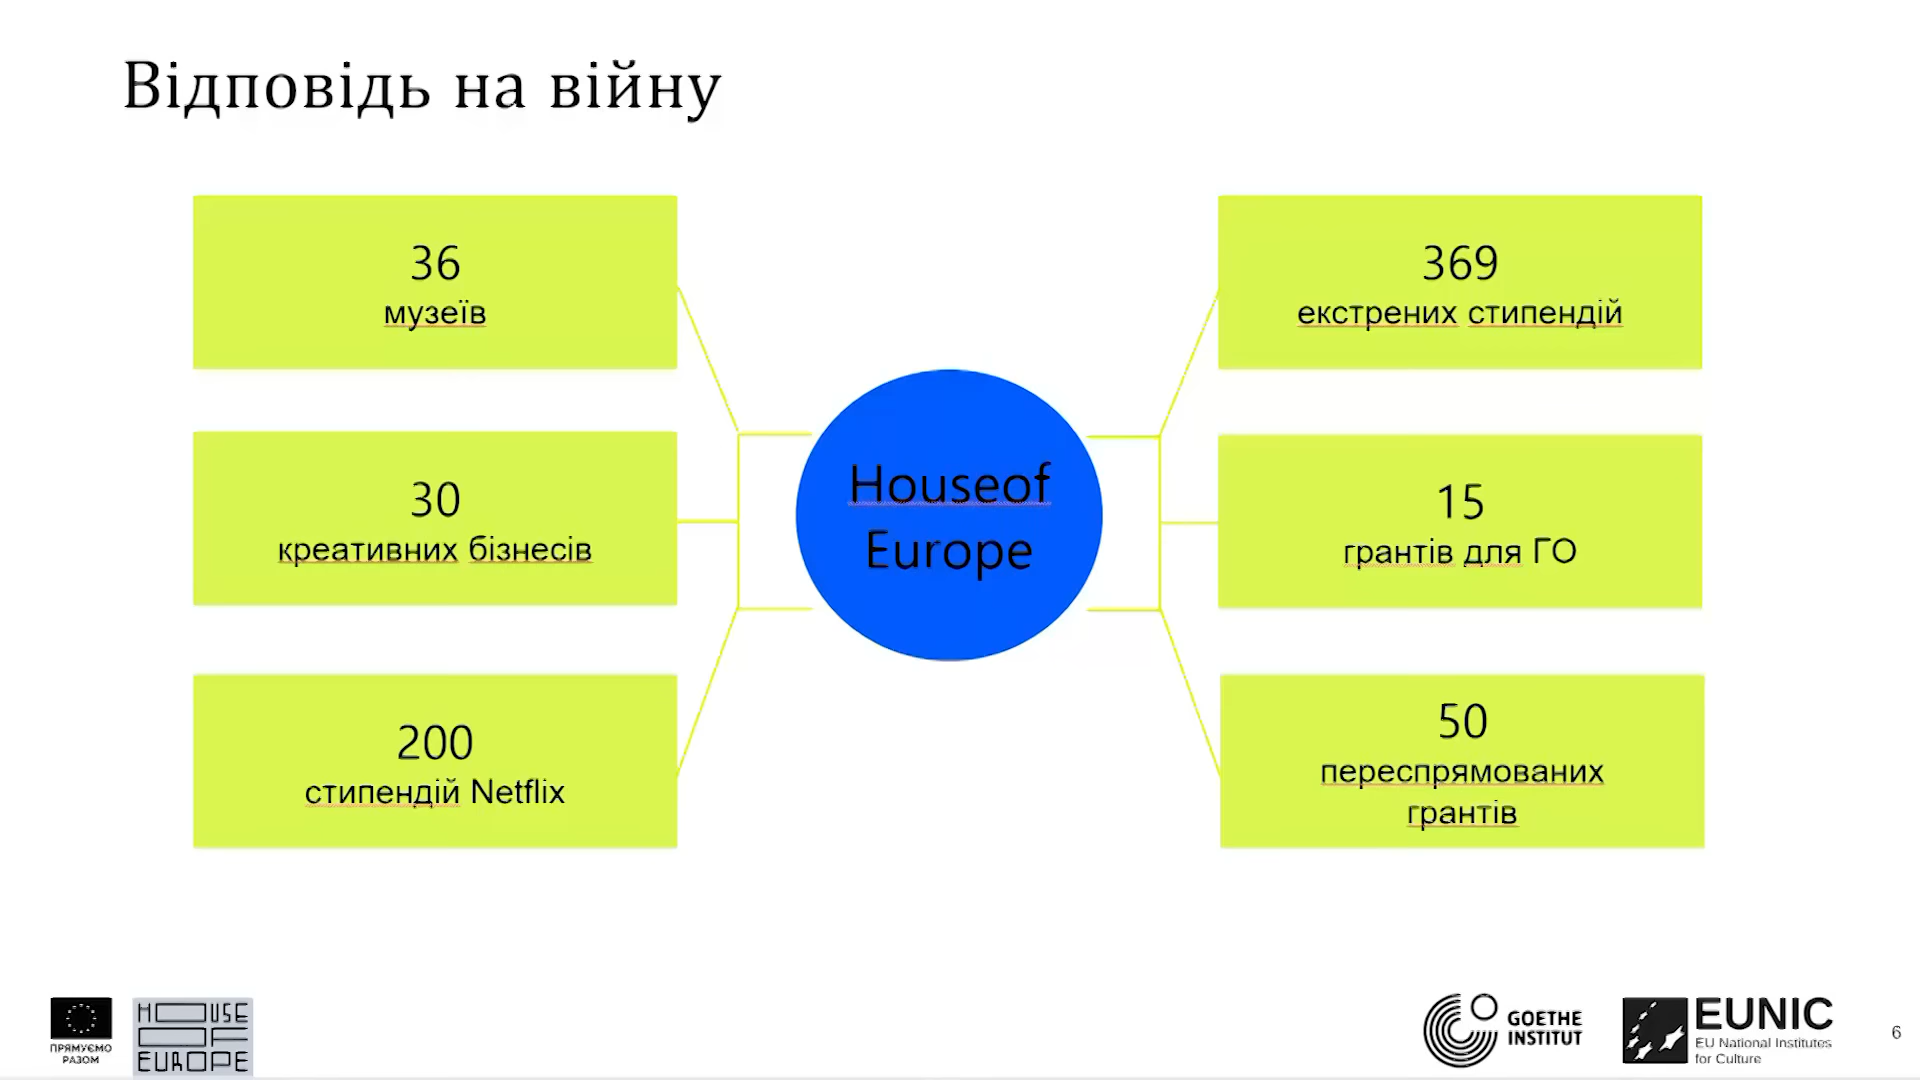 Відповідь на війну
36
музеїв
30
креативних бізнесів
200
стипендій Netflix
Houseof
Europe
369
екстрених стипендій
15
грантів для ГО
50
переспрямованих
грантів
ПРЯМУЄМО
РАЗОМ
HOUSE
OF
EUROPE
GOETHE
INSTITUT
EUNIC
EU National Institutes
for Culture
6